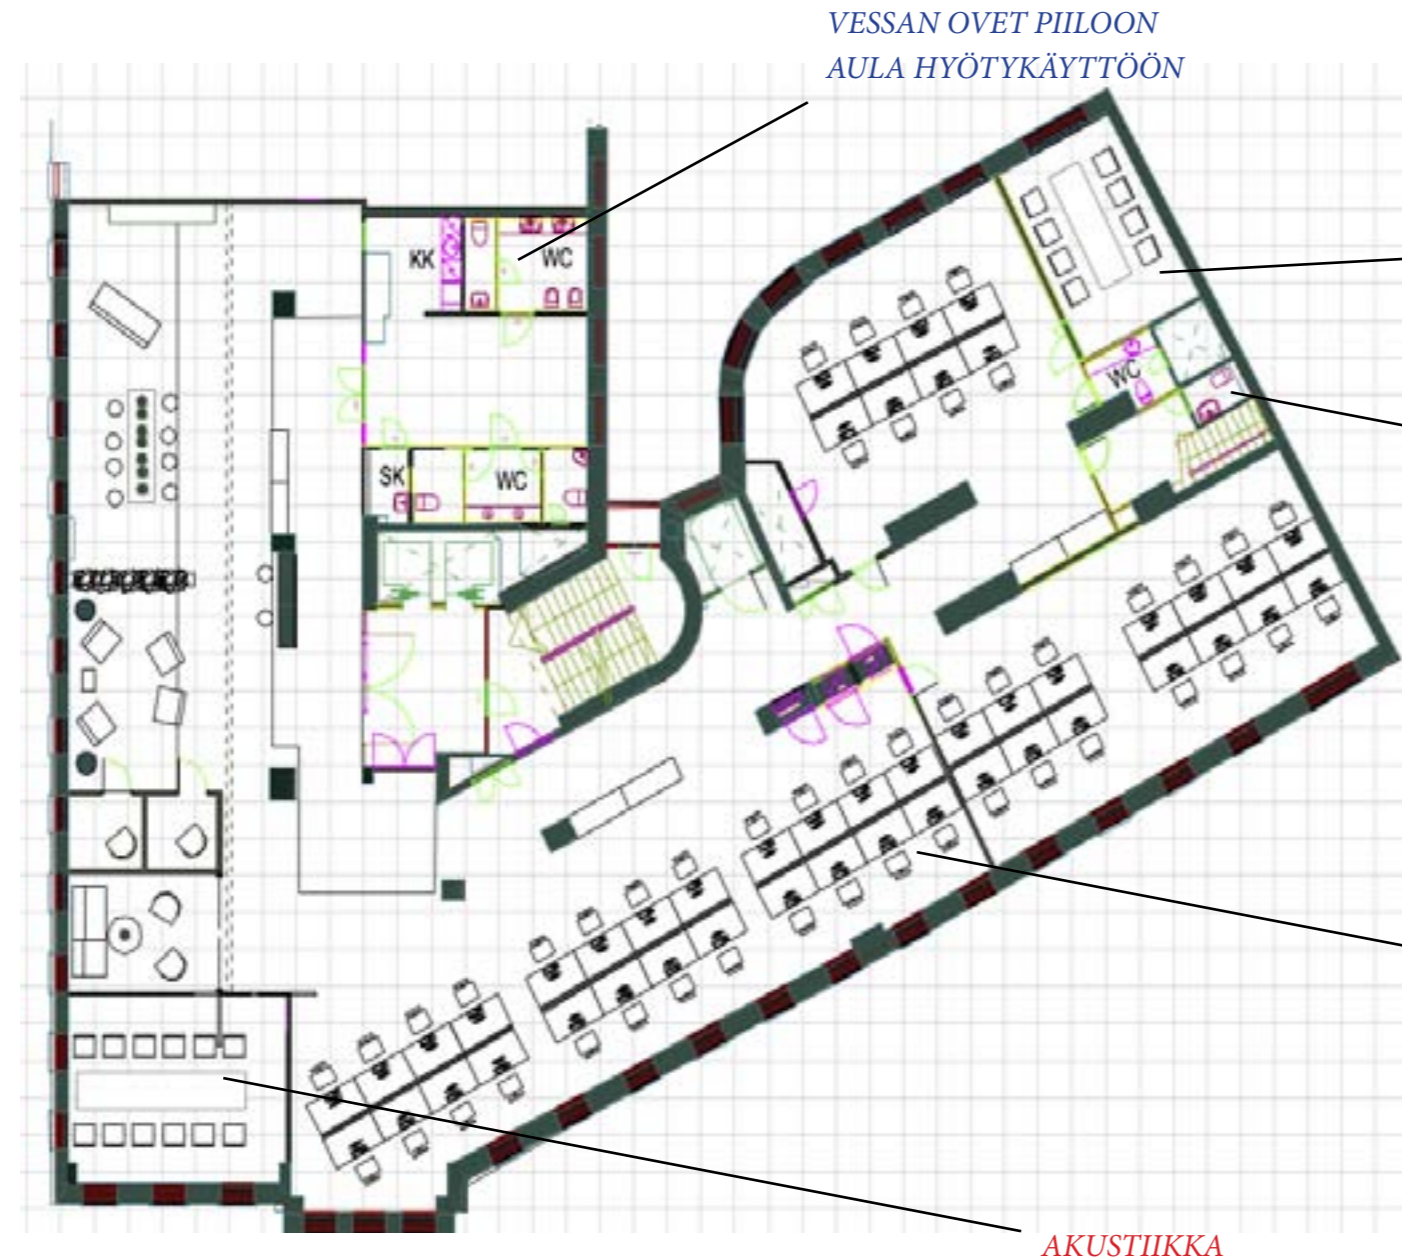 VESSAN OVET PIILOON
AULA HYÖTYKÄYTTÖÖN
KK
WC
WC
SK
WC
AKUSTIIKKA